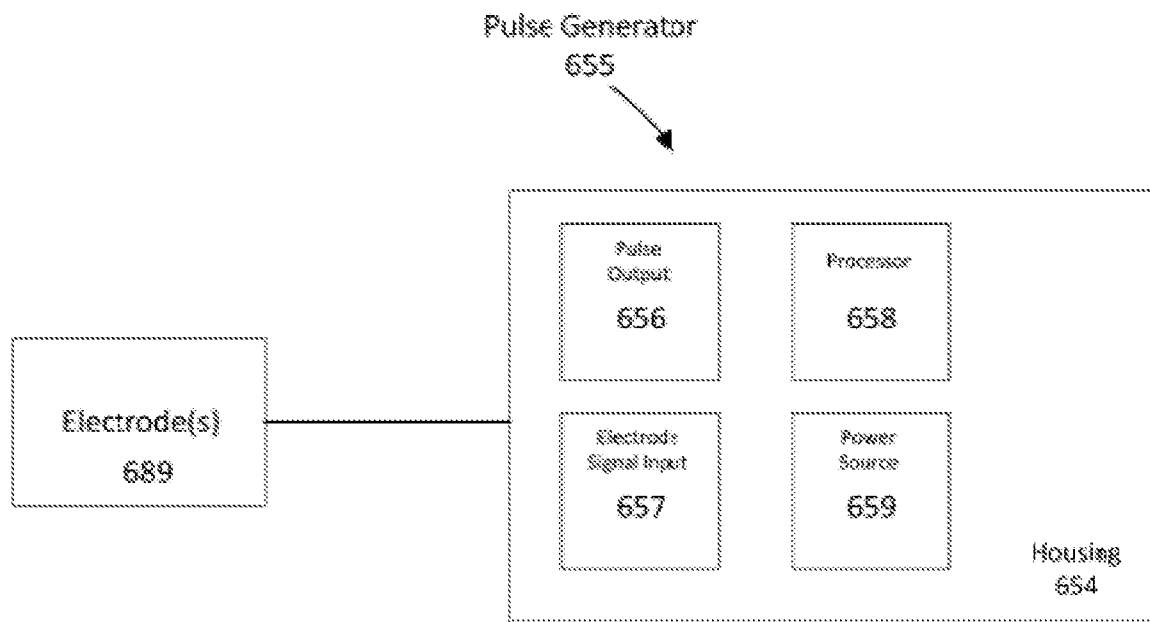 Pulse Generator
655
Pulse
Output
656
Processor
658
Electrode(s)
689
Electrode
Signal Input
657
Power
Source
659
Housing
654